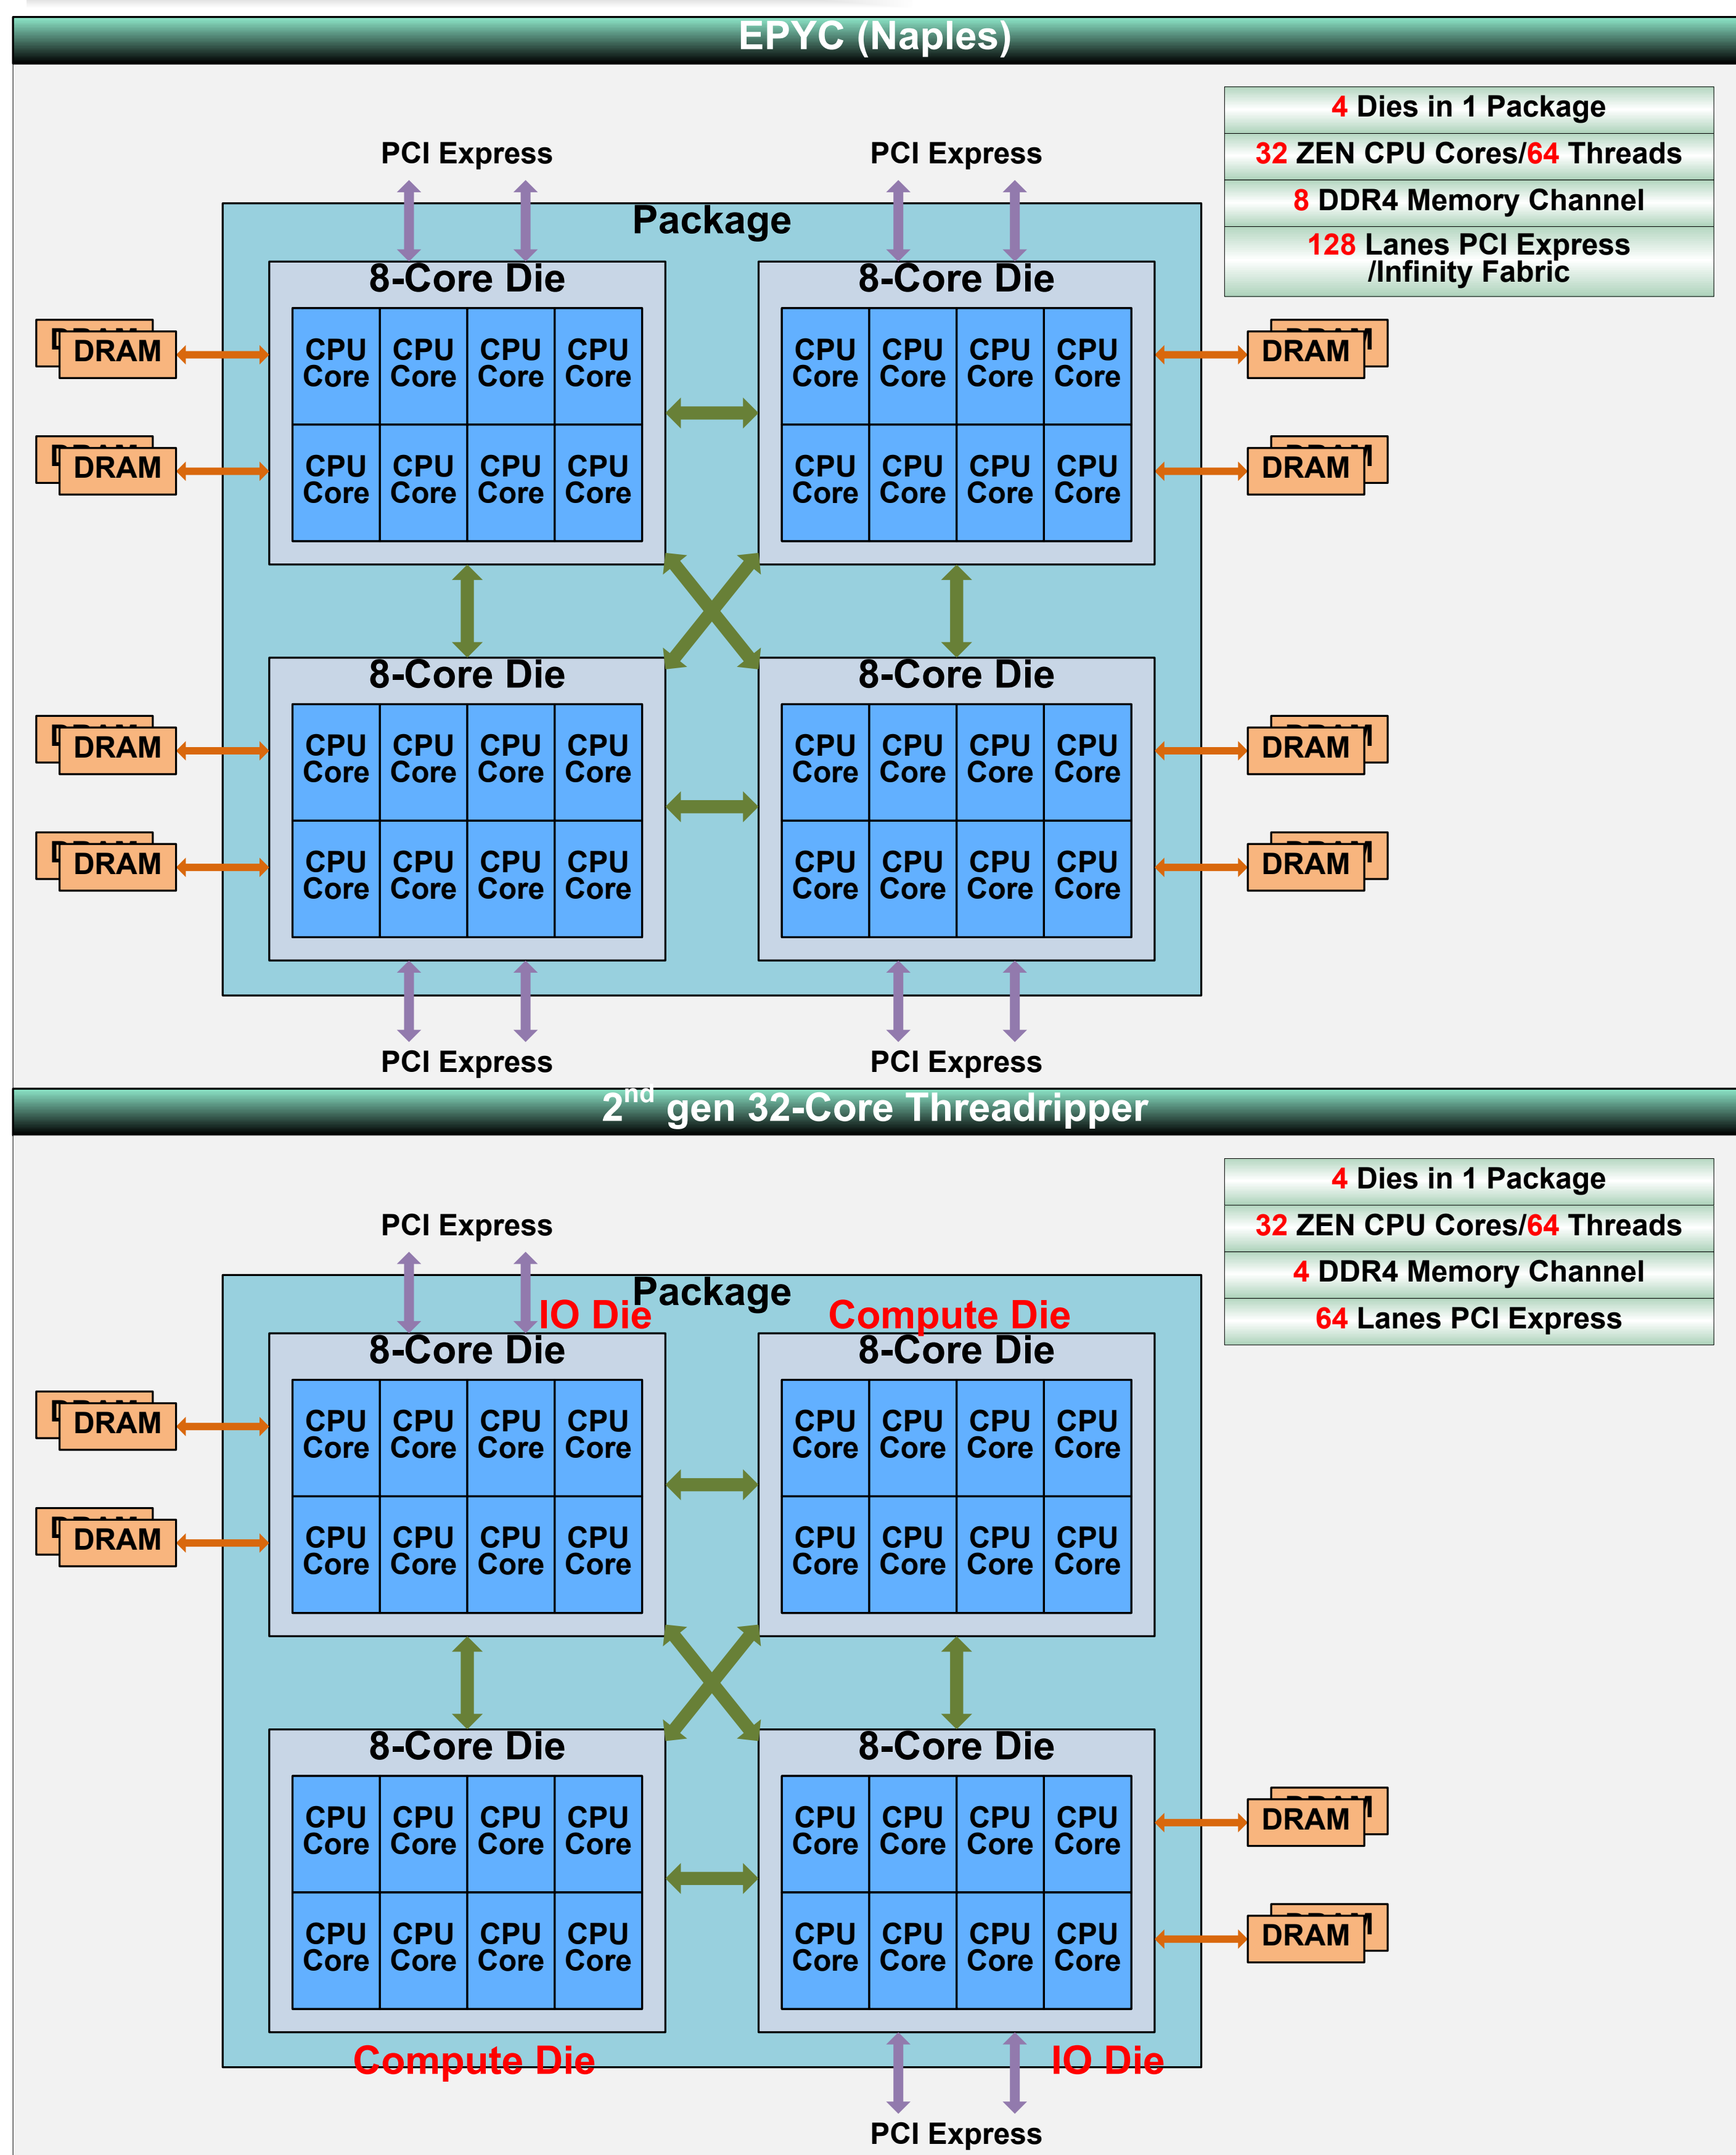 EPYC (Naples)
4 Dies in 1 Package
32 ZEN CPU Cores/64 Threads
8 DDR4 Memory Channel
128 Lanes PCI Express
/Infinity Fabric
PCI Express PCI Express
Package
8-Core Die 8-Core Die
DRAM DRAM
DRAM CPU CPU CPU CPU CPU CPU CPU CPU DRAM
Core Core Core Core Core Core Core Core
DRAM DRAM
DRAM CPU CPU CPU CPU CPU CPU CPU CPU DRAM
Core Core Core Core Core Core Core Core
8-Core Die 8-Core Die
DRAM DRAM
DRAM CPU CPU CPU CPU CPU CPU CPU CPU DRAM
Core Core Core Core Core Core Core Core
DRAM DRAM
DRAM CPU CPU CPU CPU CPU CPU CPU CPU DRAM
Core Core Core Core Core Core Core Core
PCI Express PCI Express
2nd gen 32-Core Threadripper
4 Dies in 1 Package
32 ZEN CPU Cores/64 Threads
4 DDR4 Memory Channel
64 Lanes PCI Express
PCI Express
Package
IO Die Compute Die
8-Core Die 8-Core Die
DRAM
DRAM CPU CPU CPU CPU CPU CPU CPU CPU
Core Core Core Core Core Core Core Core
DRAM
DRAM CPU CPU CPU CPU CPU CPU CPU CPU
Core Core Core Core Core Core Core Core
8-Core Die 8-Core Die
DRAM
CPU CPU CPU CPU CPU CPU CPU CPU DRAM
Core Core Core Core Core Core Core Core
DRAM
CPU CPU CPU CPU CPU CPU CPU CPU DRAM
Core Core Core Core Core Core Core Core
Compute Die IO Die
PCI Express